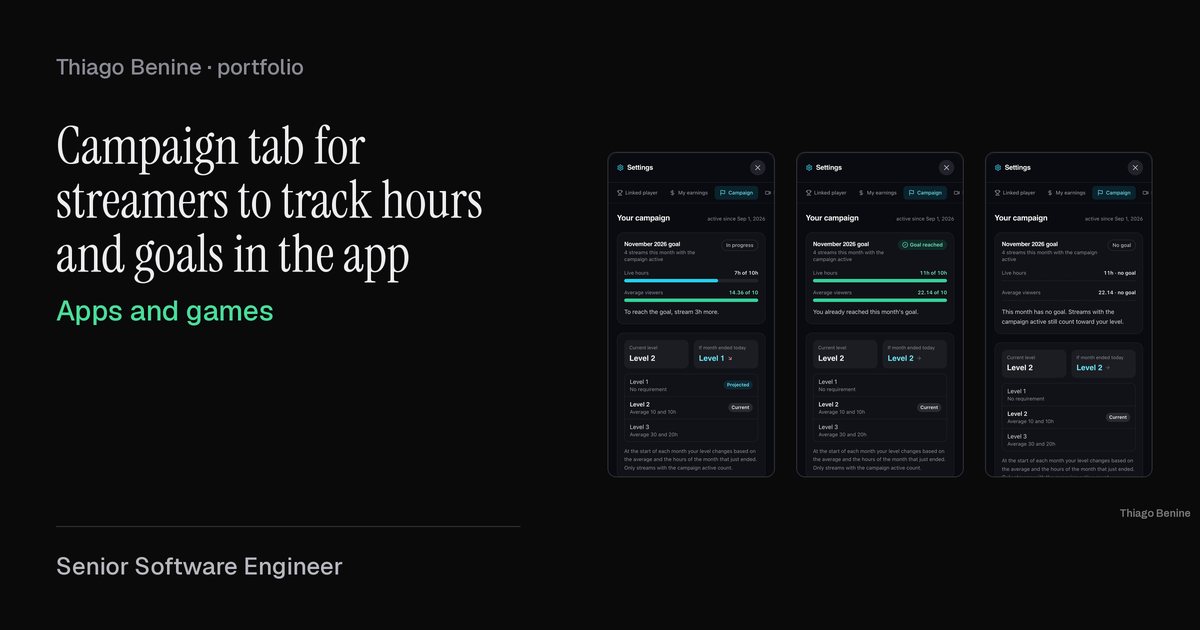 Thiago Benine · portfolio
Campaign tab for
streamers to track hours
and goals in the app
Apps and games
Senior Software Engineer
Settings
Linked player
My earnings
Campaign
Your campaign
active since Sep 1, 2026
November 2026 goal
In progress
4 streams this month with the
campaign active
Live hours
7h of 10h
Average viewers
14.36 of 10
To reach the goal, stream 3h more.
Current level
Level 2
If month ended today
Level 1 ↘
Level 1
No requirement
Projected
Level 2
Average 10 and 10h
Current
Level 3
Average 30 and 20h
At the start of each month your level changes based on
the average and the hours of the month that just ended.
Only streams with the campaign active count.
Settings
Linked player
My earnings
Campaign
Your campaign
active since Sep 1, 2026
November 2026 goal
Goal reached
4 streams this month with the
campaign active
Live hours
11h of 10h
Average viewers
22.14 of 10
You already reached this month's goal.
Current level
Level 2
If month ended today
Level 2
Level 1
No requirement
Level 2
Average 10 and 10h
Current
Level 3
Average 30 and 20h
At the start of each month your level changes based on
the average and the hours of the month that just ended.
Only streams with the campaign active count.
Settings
Linked player
My earnings
Campaign
Your campaign
active since Sep 1, 2026
November 2026 goal
No goal
4 streams this month with the campaign
active
Live hours
11h · no goal
Average viewers
22.14 · no goal
This month has no goal. Streams with the
campaign active still count toward your level.
Current level
Level 2
If month ended today
Level 2
Level 1
No requirement
Level 2
Average 10 and 10h
Current
Level 3
Average 30 and 20h
At the start of each month your level changes based on
the average and the hours of the month that just ended.
Thiago Benine